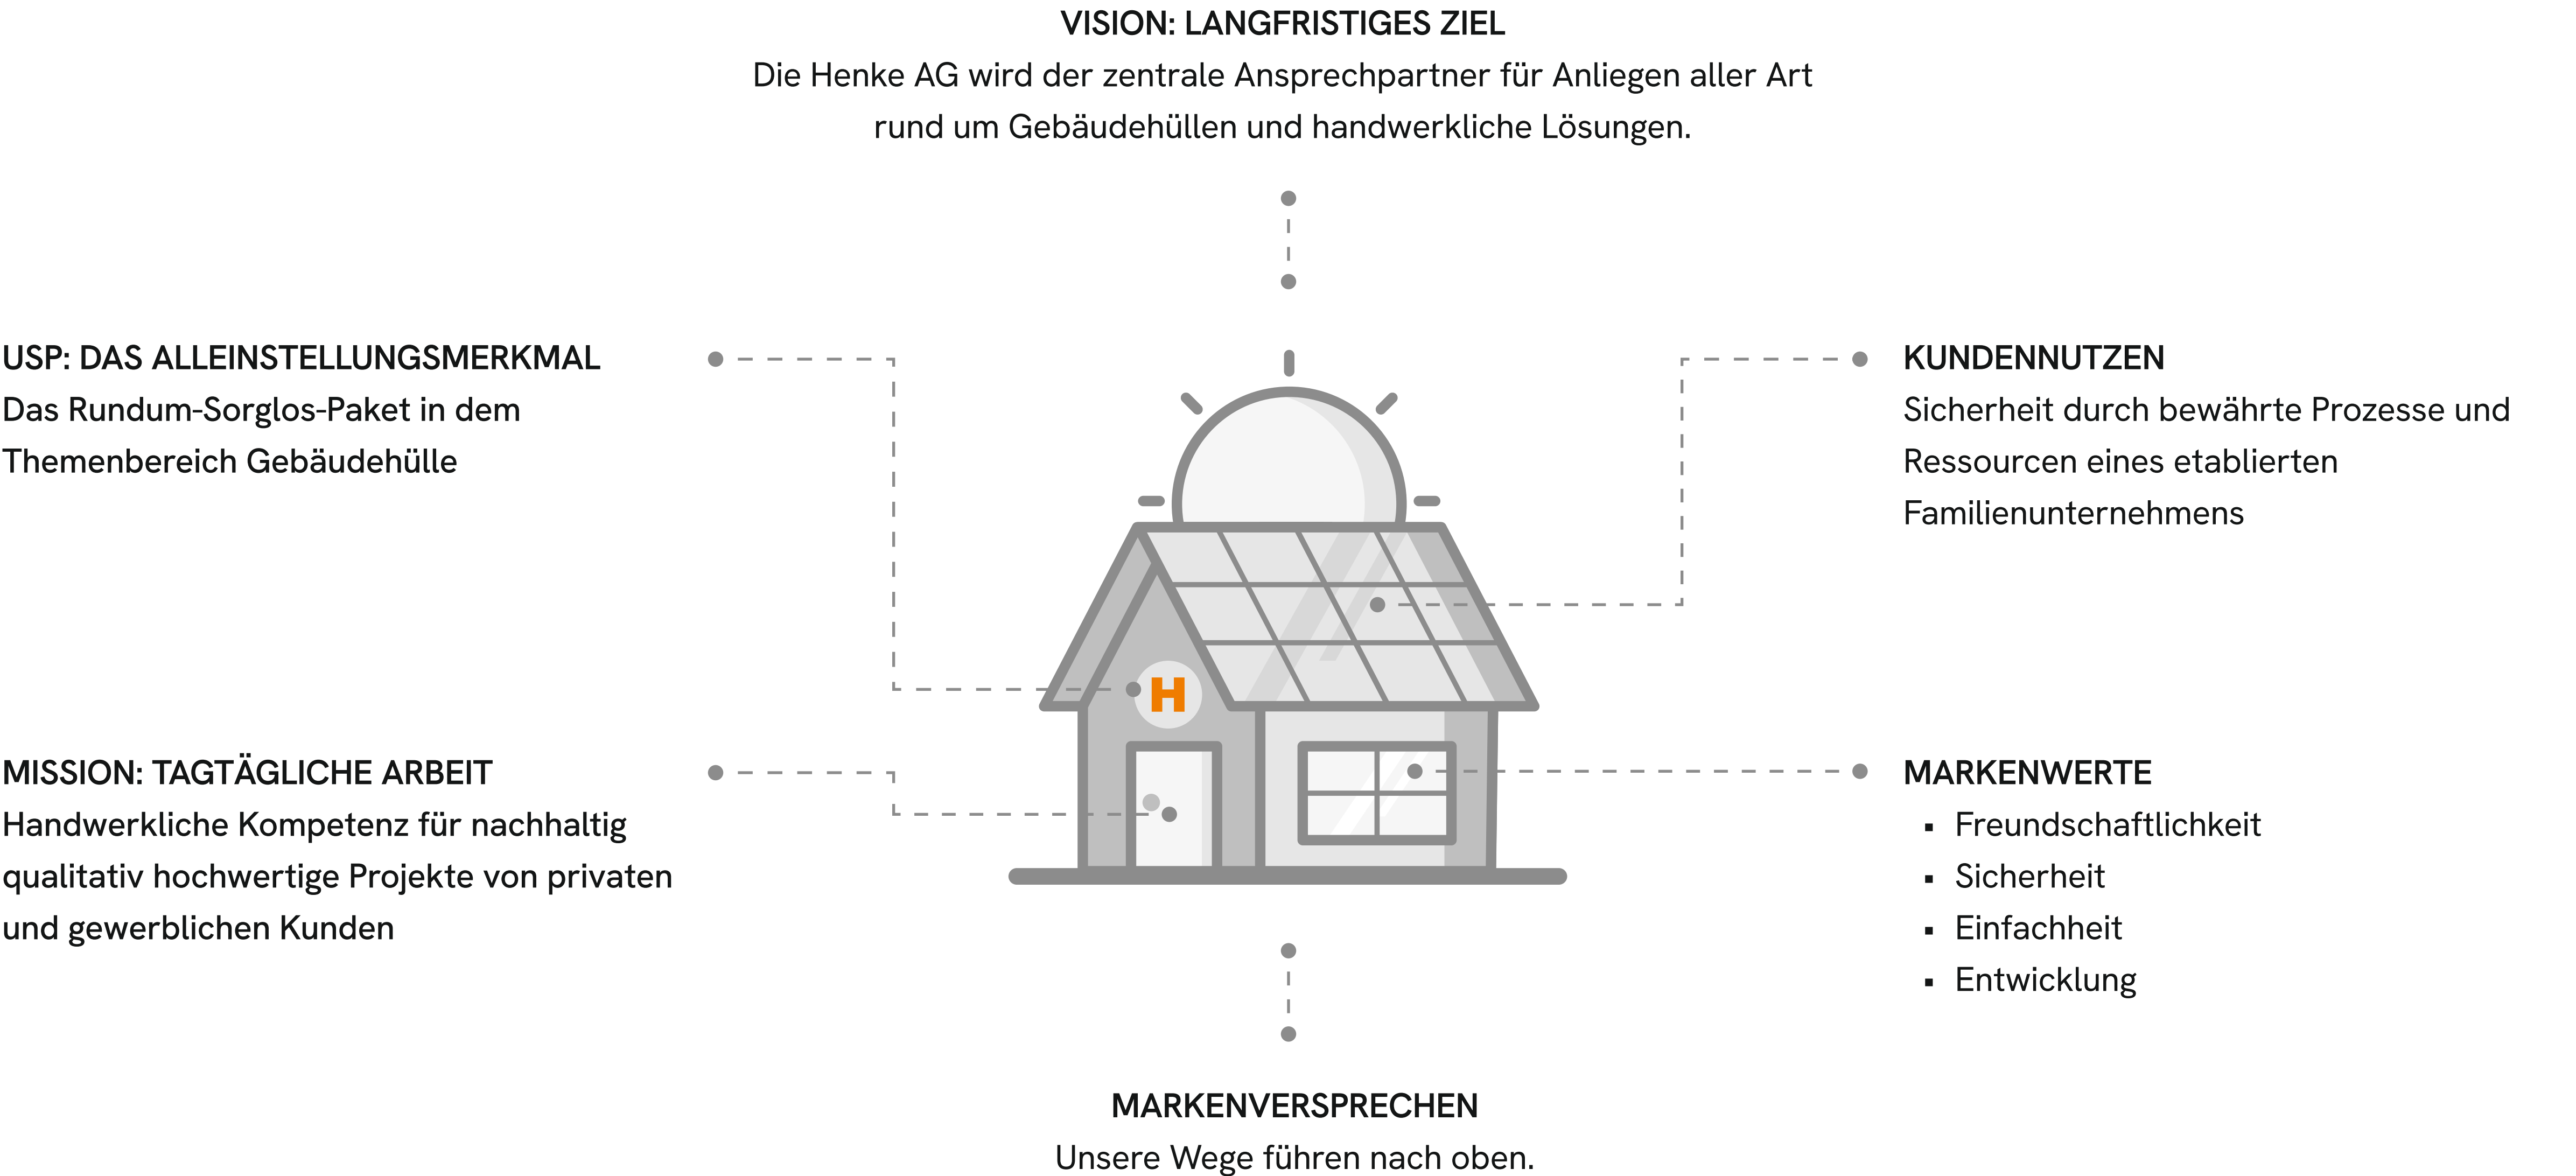 VISION: LANGFRISTIGES ZIEL
Die Henke AG wird der zentrale Ansprechpartner für Anliegen aller Art
rund um Gebäudehüllen und handwerkliche Lösungen.
USP: DAS ALLEINSTELLUNGSMERKMAL
Das Rundum-Sorglos-Paket in dem
Themenbereich Gebäudehülle
KUNDENNUTZEN
Sicherheit durch bewährte Prozesse und
Ressourcen eines etablierten
Familienunternehmens
H
MISSION: TAGTÄGLICHE ARBEIT
Handwerkliche Kompetenz für nachhaltig
qualitativ hochwertige Projekte von privaten
und gewerblichen Kunden
MARKENWERTE
▪ Freundschaftlichkeit
▪ Sicherheit
▪ Einfachheit
▪ Entwicklung
MARKENVERSPRECHEN
Unsere Wege führen nach oben.